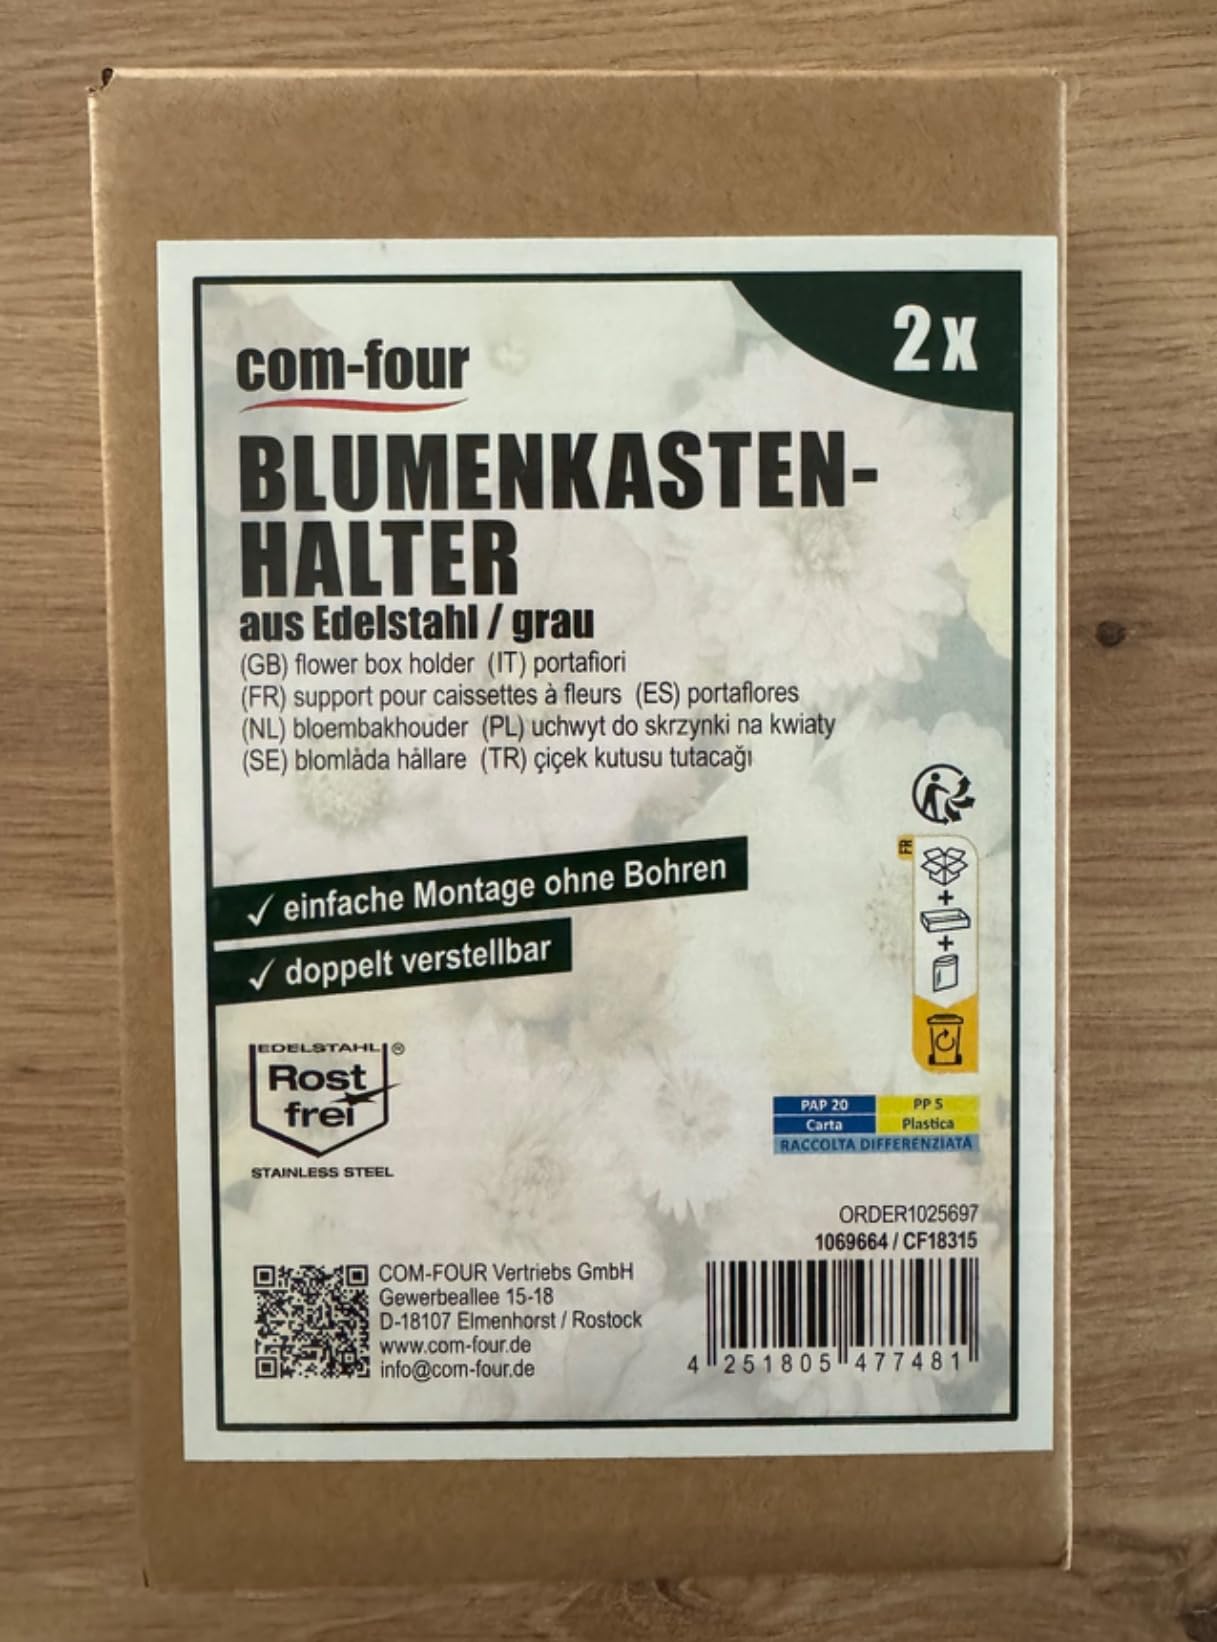 2x
com-four
BLUMENKASTEN-
HALTER
aus Edelstahl / grau
(GB) flower box holder (IT) portafiori
(FR) support pour caissettes à fleurs (ES) portaflores
(NL) bloembakhouder (PL) uchwyt do skrzynki na kwiaty
(SE) blomlåda hållare (TR) çiçek kutusu tutacağı
✓ einfache Montage ohne Bohren
✓ doppelt verstellbar
FR
+
+
EDELSTAHL ®
Rost
frei
STAINLESS STEEL
PAP 20 PP 5
Carta Plastica
RACCOLTA DIFFERENZIATA
ORDER1025697
1069664 / CF18315
COM-FOUR Vertriebs GmbH
Gewerbeallee 15-18
D-18107 Elmenhorst / Rostock
www.com-four.de
info@com-four.de
4 251805 477481